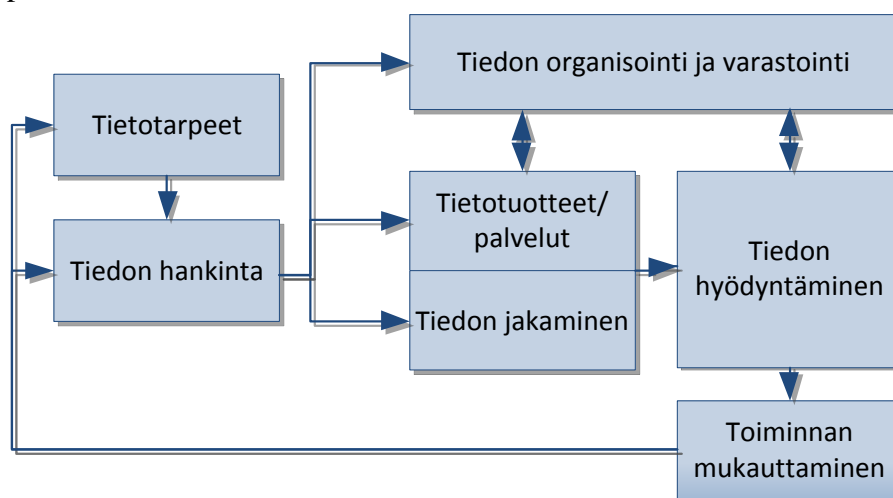 Tiedon organisointi ja varastointi
Tietotarpeet
Tiedon hankinta
Tietotuotteet/
palvelut
Tiedon jakaminen
Tiedon
hyödyntäminen
Toiminnan
mukauttaminen